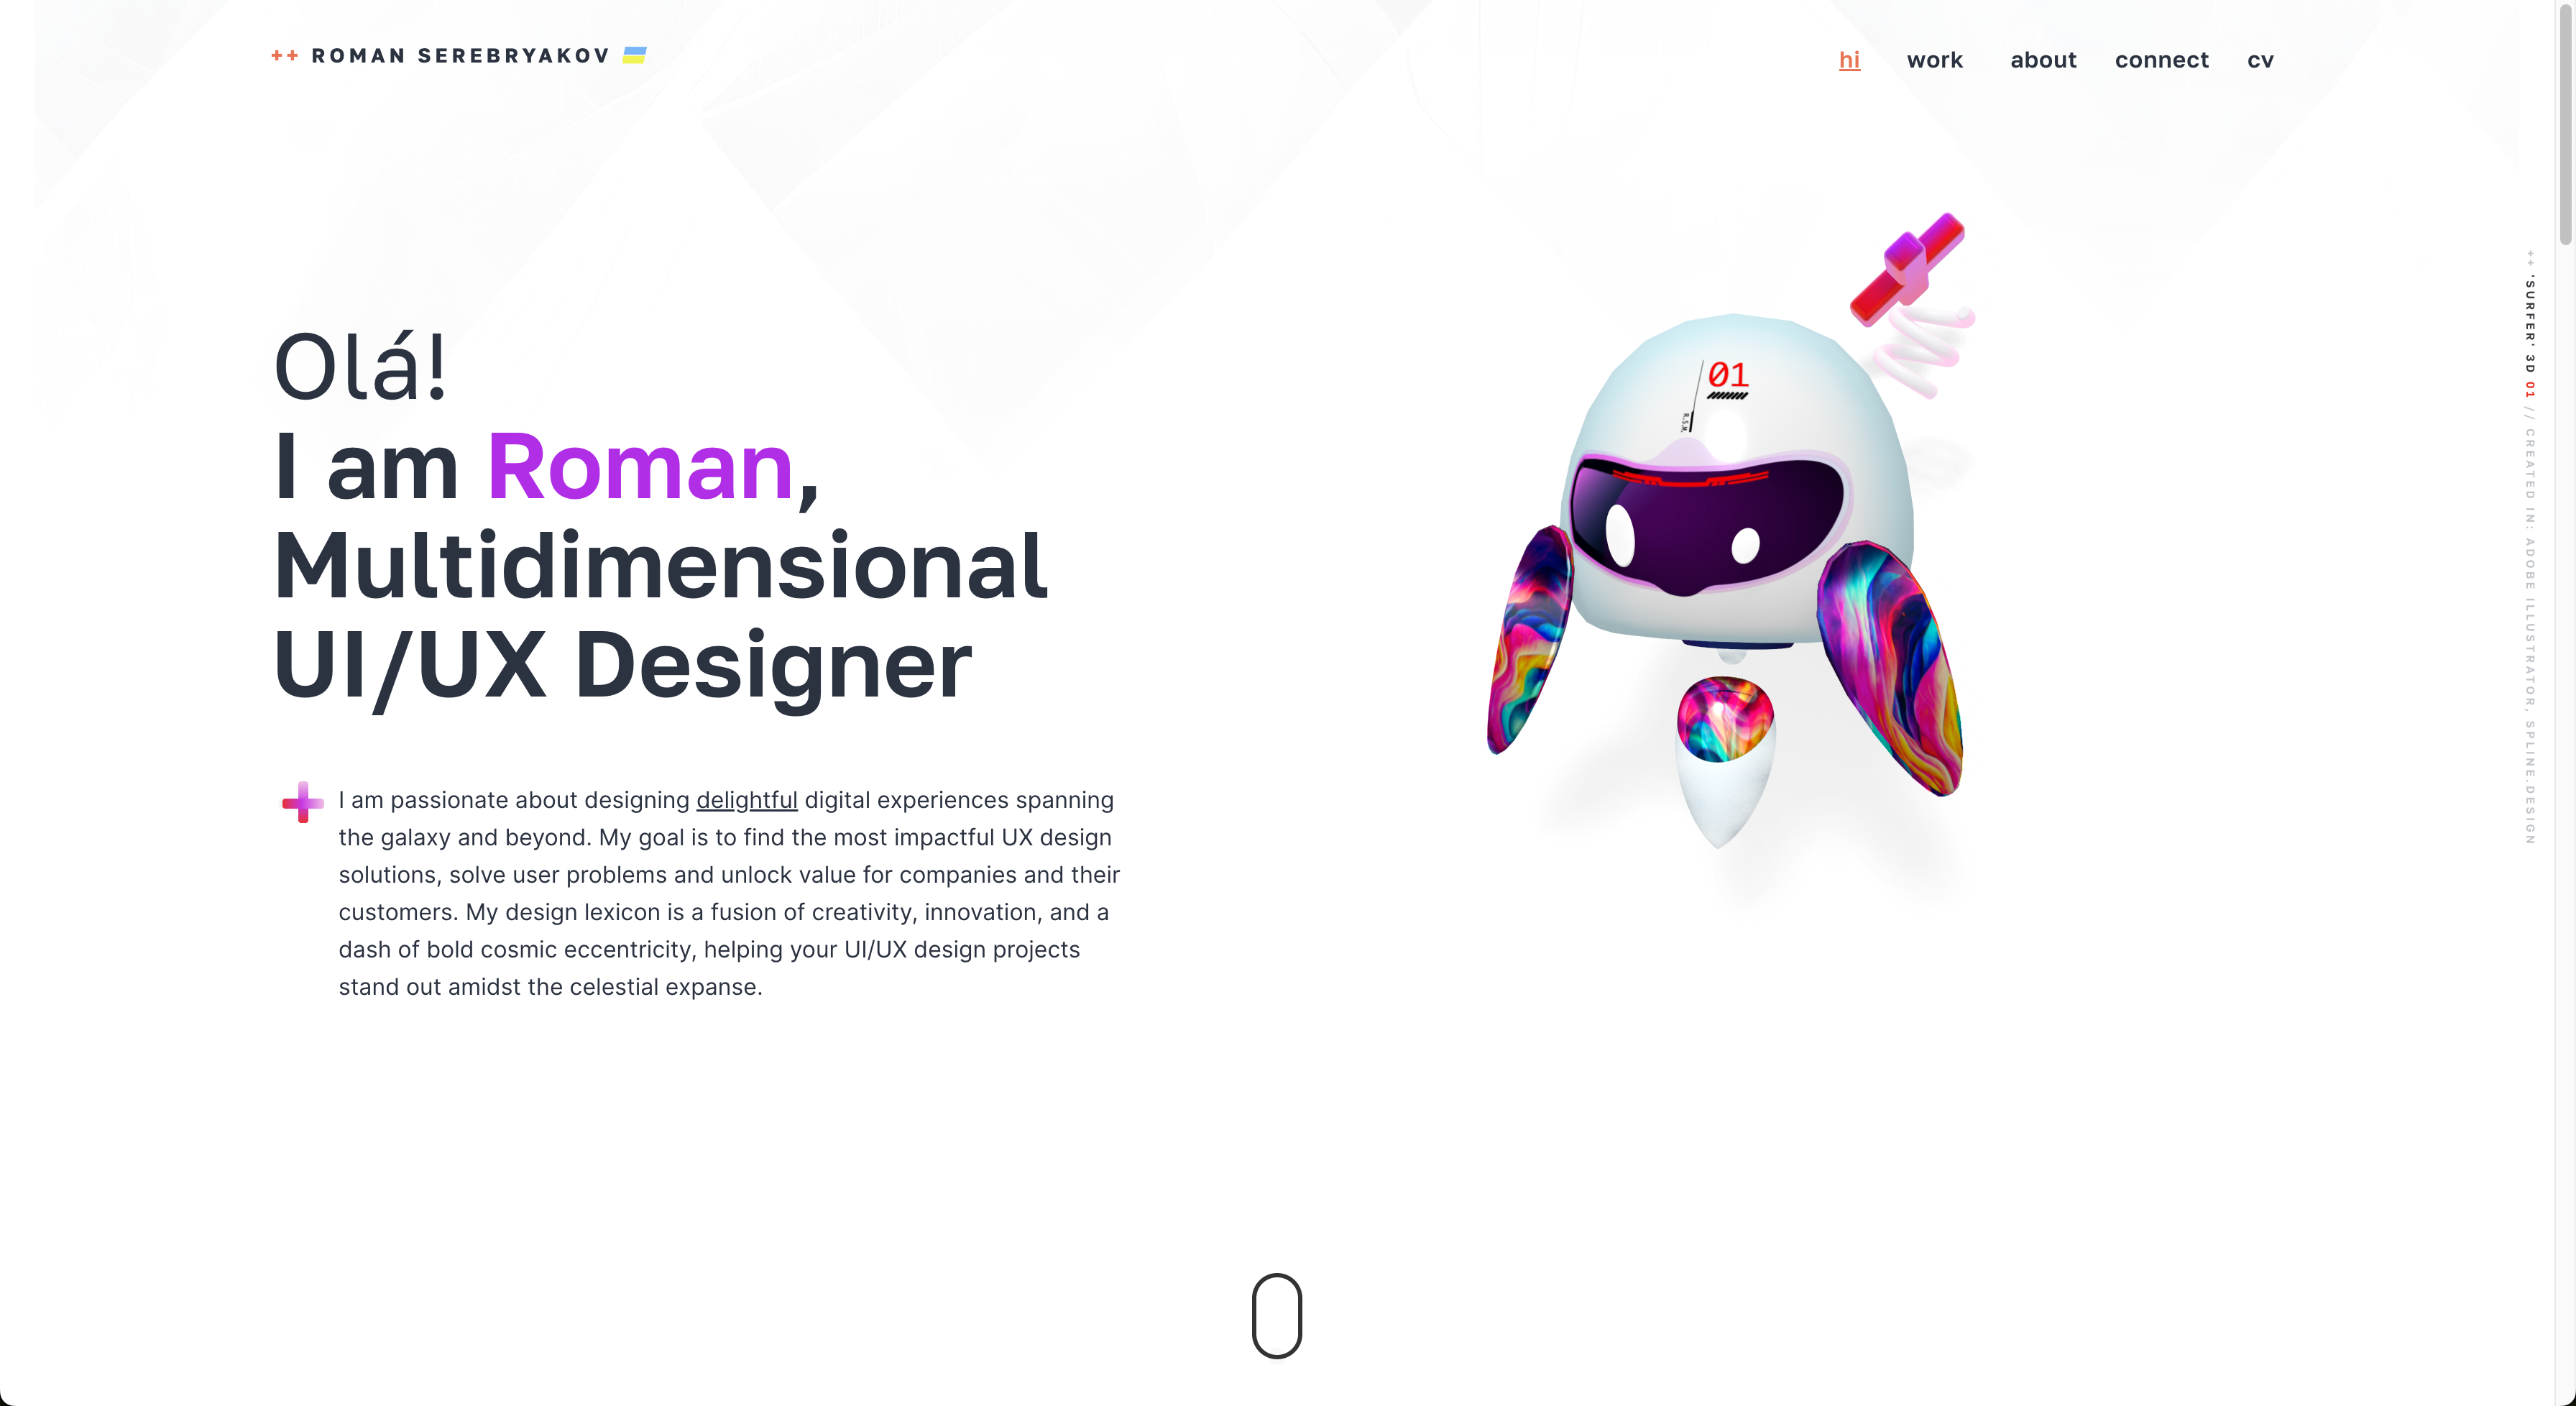 ++ ROMAN SEREBRYAKOV
hi work about connect cv
Olá!
I am Roman,
Multidimensional
UI/UX Designer
I am passionate about designing delightful digital experiences spanning
the galaxy and beyond. My goal is to find the most impactful UX design
solutions, solve user problems and unlock value for companies and their
customers. My design lexicon is a fusion of creativity, innovation, and a
dash of bold cosmic eccentricity, helping your UI/UX design projects
stand out amidst the celestial expanse.
01
R.S.M.
++ 'SURFER' 3D 01 // CREATED IN: ADOBE ILLUSTRATOR, SPLINE.DESIGN